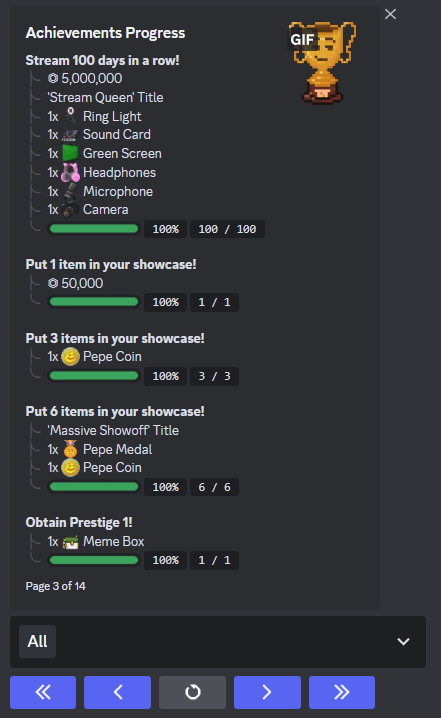 Achievements Progress
GIF
Stream 100 days in a row!
5,000,000
'Stream Queen' Title
1x Ring Light
1x Sound Card
1x Green Screen
1x Headphones
1x Microphone
1x Camera
100% 100 / 100
Put 1 item in your showcase!
50,000
100% 1 / 1
Put 3 items in your showcase!
1x Pepe Coin
100% 3 / 3
Put 6 items in your showcase!
'Massive Showoff' Title
1x Pepe Medal
1x Pepe Coin
100% 6 / 6
Obtain Prestige 1!
1x Meme Box
100% 1 / 1
Page 3 of 14
All